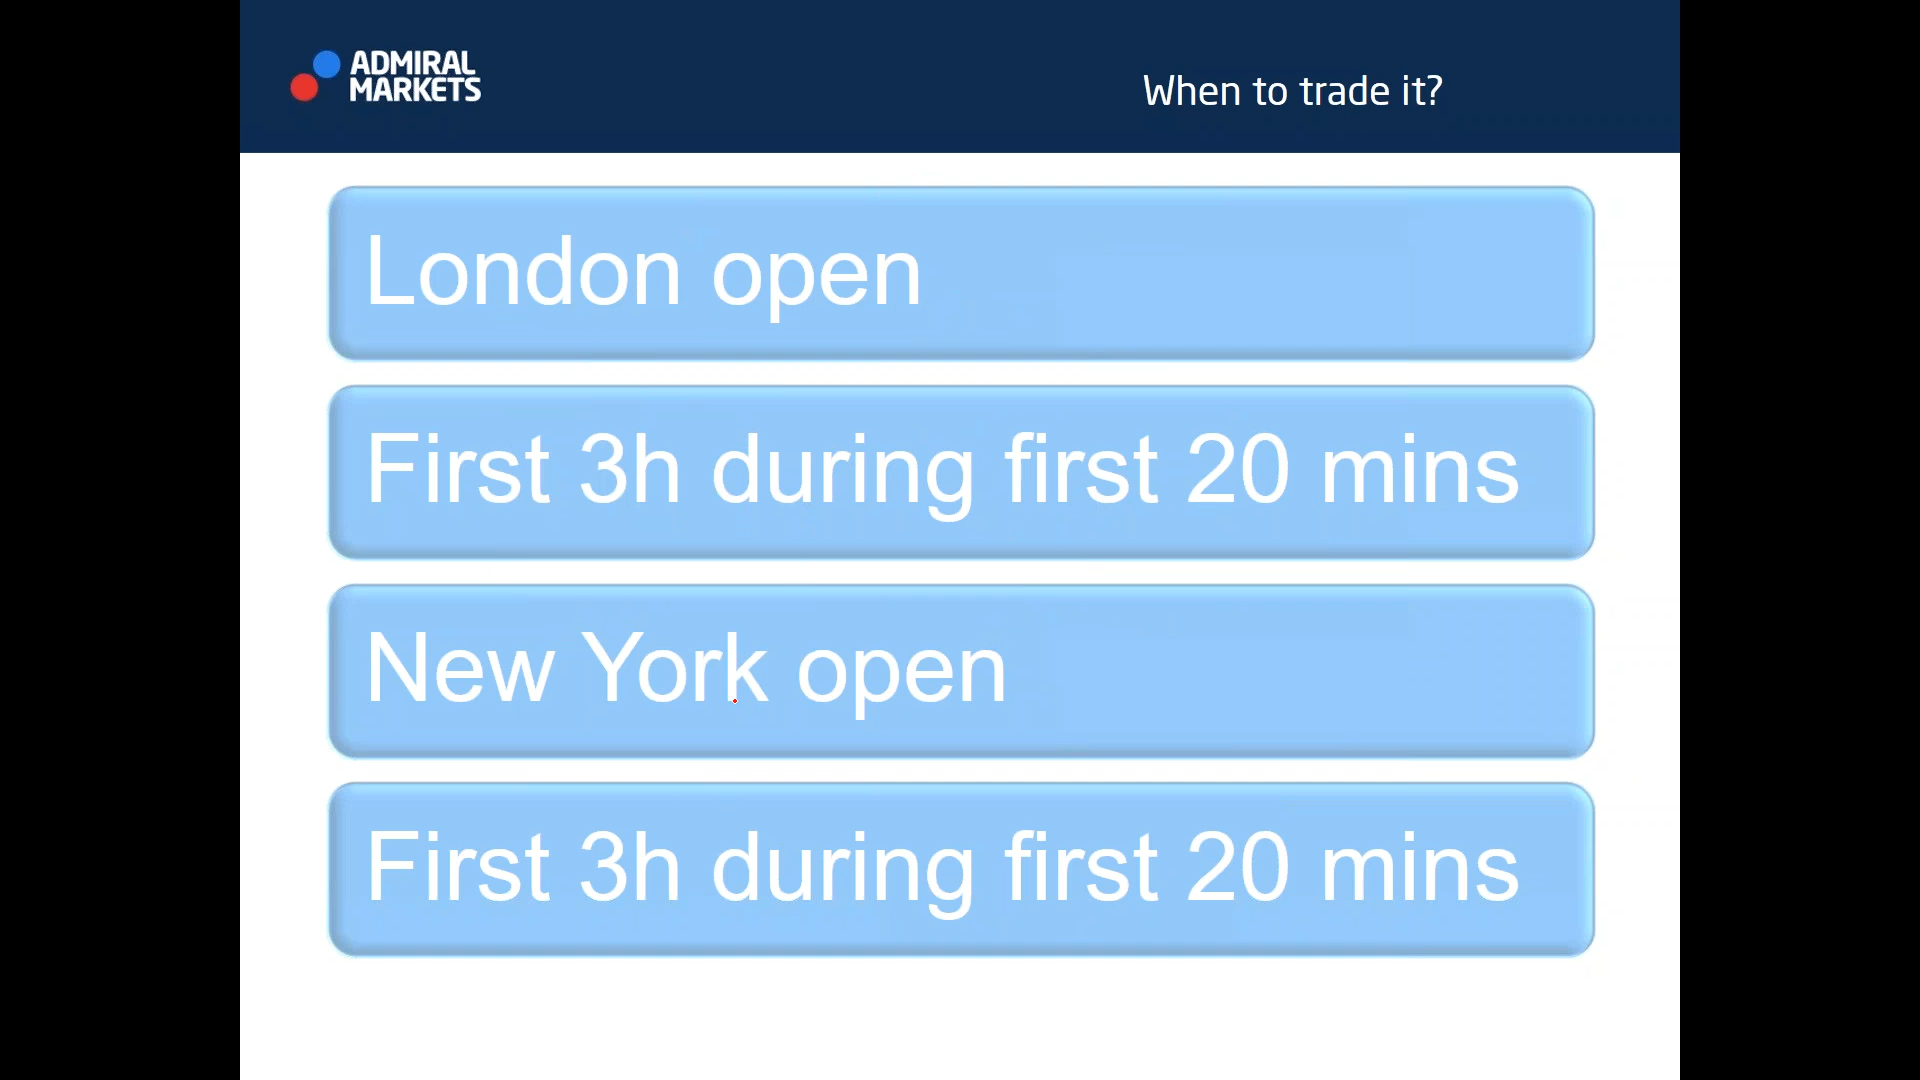 ADMIRAL
MARKETS
When to trade it?
London open
First 3h during first 20 mins
New York open
First 3h during first 20 mins